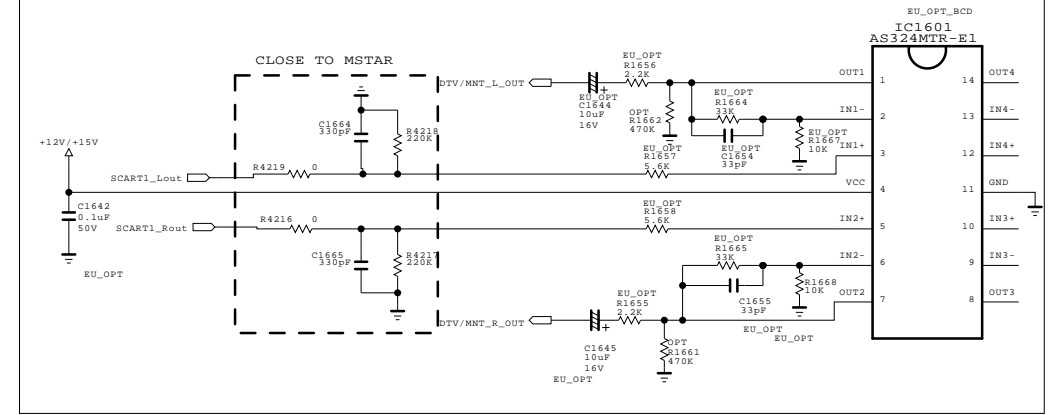 EU_OPT_BCD
IC1601
AS324MTR-E1
CLOSE TO MSTAR
DTV/MNT_L_OUT
EU_OPT
R1656
2.2K
EU_OPT
C1644
10uF
16V
OPT
R1662
470K
EU_OPT
R1664
33K
EU_OPT
C1654
33pF
EU_OPT
R1667
10K
EU_OPT
R1657
5.6K
C1664
330pF
R4218
220K
+12V/+15V
SCART1_Lout
R4219
0
C1642
0.1uF
50V
EU_OPT
SCART1_Rout
R4216
0
C1665
330pF
R4217
220K
EU_OPT
R1658
5.6K
EU_OPT
R1665
33K
C1655
33pF
EU_OPT
R1668
10K
EU_OPT
DTV/MNT_R_OUT
EU_OPT
R1655
2.2K
C1645
10uF
16V
EU_OPT
OPT
R1661
470K
OUT1
1
14
OUT4
IN1-
2
13
IN4-
IN1+
3
12
IN4+
VCC
4
11
GND
IN2+
5
10
IN3+
IN2-
6
9
IN3-
OUT2
7
8
OUT3